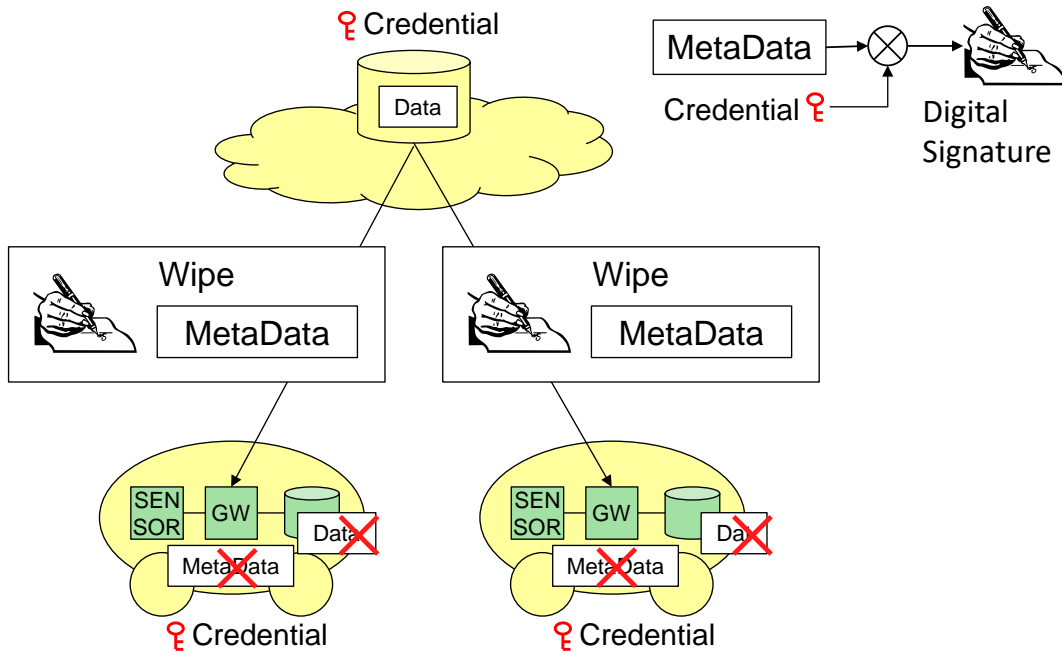 Credential
Data
MetaData
Credential
Digital
Signature
Wipe
MetaData
Wipe
MetaData
SEN
SOR
GW
Data
MetaData
Credential
SEN
SOR
GW
Data
MetaData
Credential